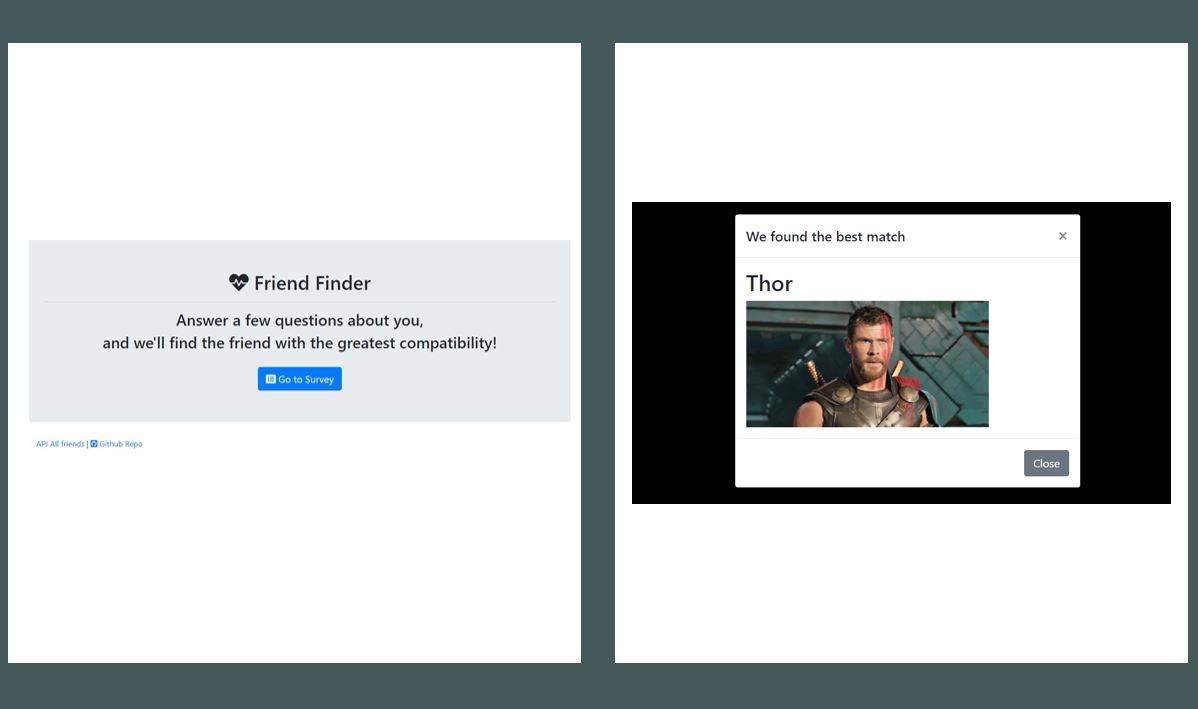 Friend Finder
Answer a few questions about you,
and we'll find the friend with the greatest compatibility!
Go to Survey
API All friends | Github Repo
We found the best match ×
Thor
Close